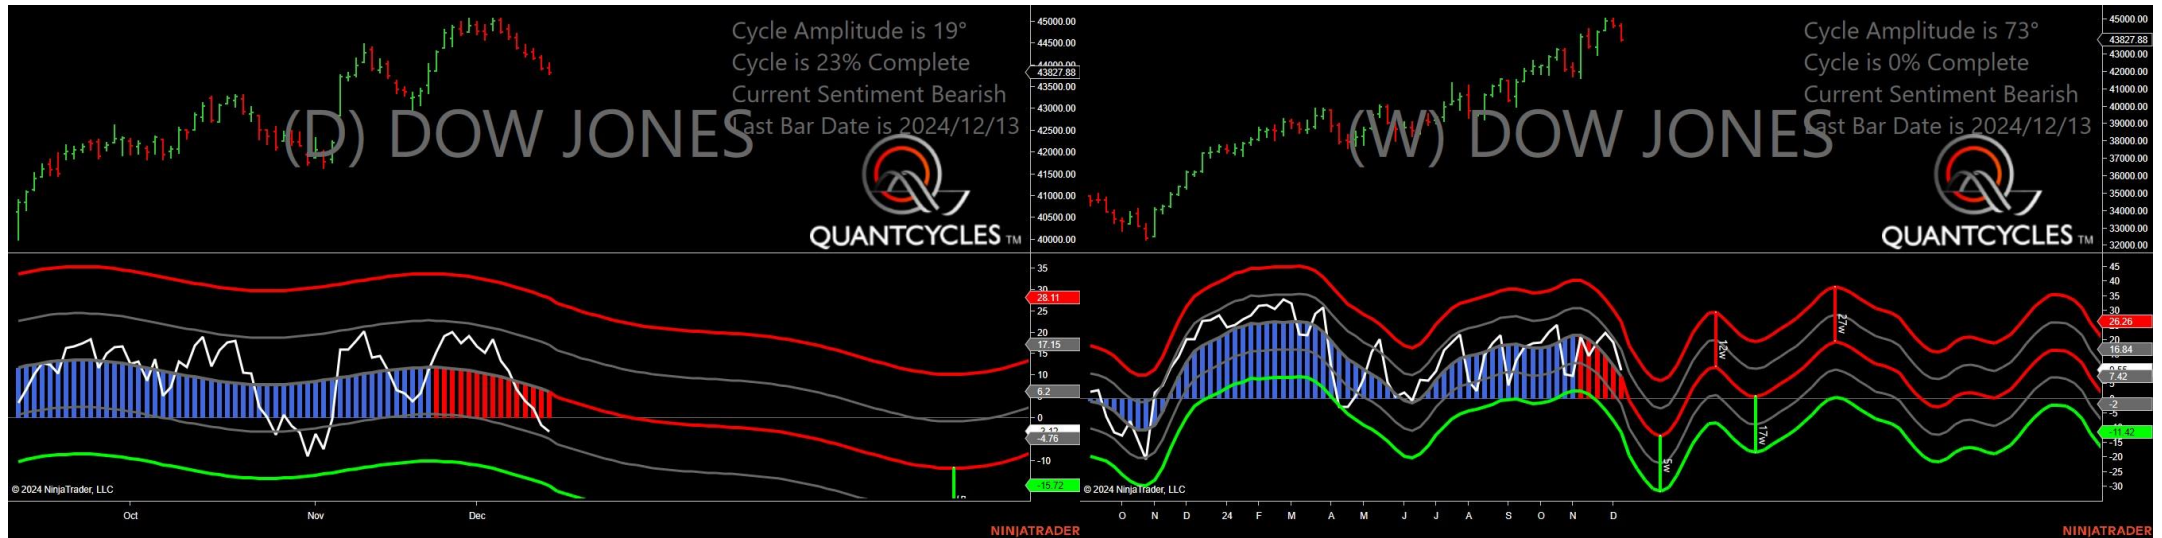 Cycle Amplitude is 19°
Cycle is 23% Complete
Current Sentiment Bearish
Last Bar Date is 2024/12/13
(D) DOW JONES
QUANTCYCLES TM
45000.00
44500.00
44000.00
43827.88
43500.00
43000.00
42500.00
42000.00
41500.00
41000.00
40500.00
40000.00
35
30
28.11
25
20
17.15
15
10
6.2
0
-4.76
-10
-15.72
© 2024 NinjaTrader, LLC
Oct
Nov
Dec
NINJATRADER
Cycle Amplitude is 73°
Cycle is 0% Complete
Current Sentiment Bearish
Last Bar Date is 2024/12/13
(W) DOW JONES
QUANTCYCLES TM
45000.00
43827.88
43000.00
42000.00
41000.00
40000.00
39000.00
38000.00
37000.00
36000.00
35000.00
34000.00
33000.00
32000.00
45
40
35
30
26.26
20
16.84
7.42
-2
-5
-11.42
-15
-20
-25
-30
5w
12w
17w
27w
© 2024 NinjaTrader, LLC
O
N
D
24
F
M
A
M
J
J
A
S
O
N
D
NINJATRADER